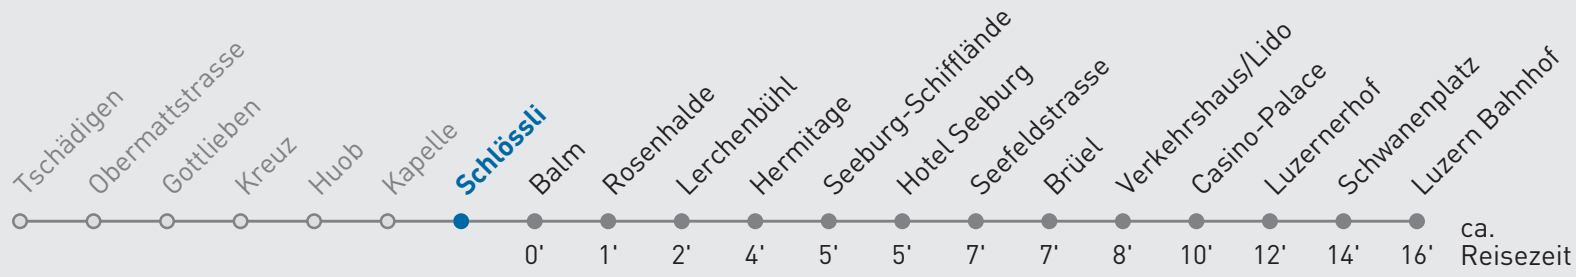 Tschädigen
Obermattstrasse
Gottlieben
Kreuz
Huob
Kapelle
Schlössli
Balm
Rosenhalde
Lerchenbühl
Hermitage
Seeburg-Schifflände
Hotel Seeburg
Seefeldstrasse
Brüel
Verkehrshaus/Lido
Casino-Palace
Luzernerhof
Schwanenplatz
Luzern Bahnhof
0' 1' 2' 4' 5' 5' 7' 7' 8' 10' 12' 14' 16'
ca.
Reisezeit